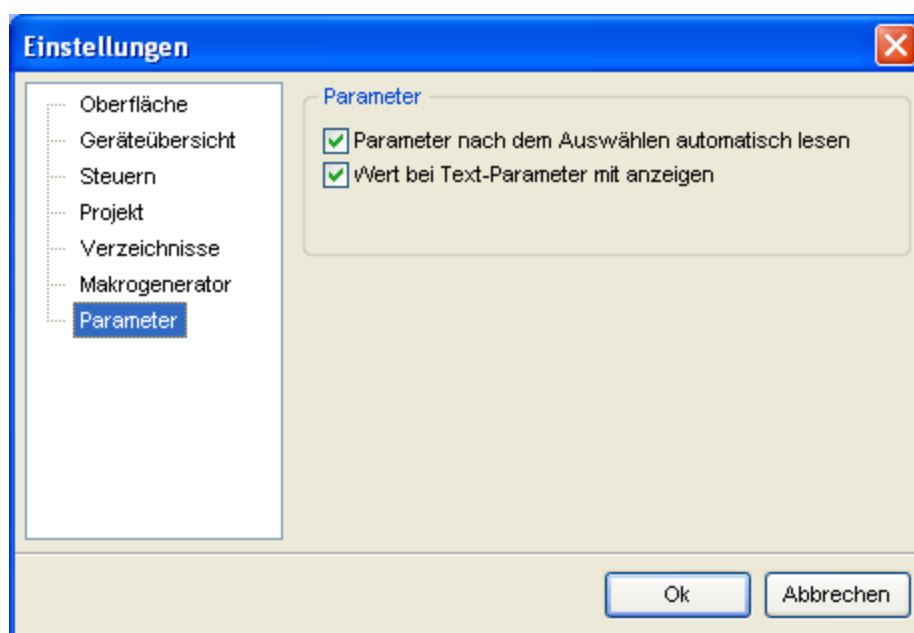 Einstellungen
Oberfläche
Geräteübersicht
Steuern
Projekt
Verzeichnisse
Makrogenerator
Parameter
Parameter
Parameter nach dem Auswählen automatisch lesen
Wert bei Text-Parameter mit anzeigen
Ok
Abbrechen